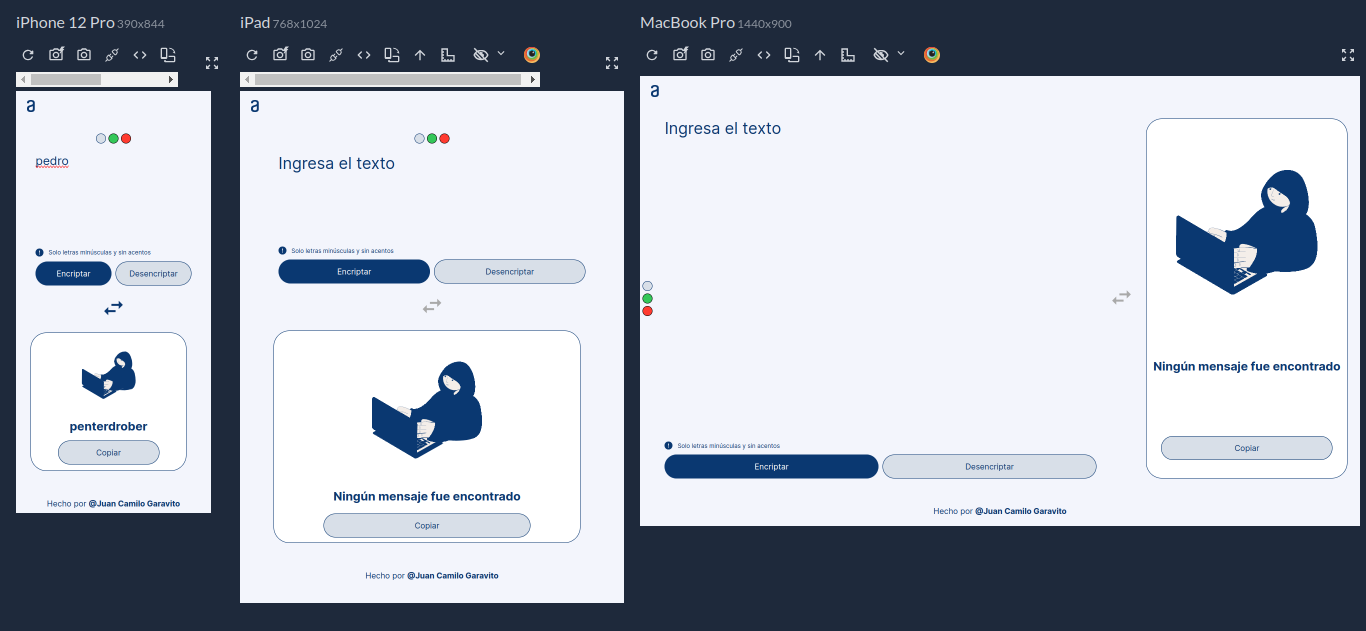 iPhone 12 Pro 390x844
a
pedro
Solo letras minúsculas y sin acentos
Encriptar Desencriptar
penterdrober
Copiar
Hecho por @Juan Camilo Garavito
iPad 768x1024
a
Ingresa el texto
Solo letras minúsculas y sin acentos
Encriptar Desencriptar
Ningún mensaje fue encontrado
Copiar
Hecho por @Juan Camilo Garavito
MacBook Pro 1440x900
a
Ingresa el texto
Ningún mensaje fue encontrado
Copiar
Solo letras minúsculas y sin acentos
Encriptar Desencriptar
Hecho por @Juan Camilo Garavito